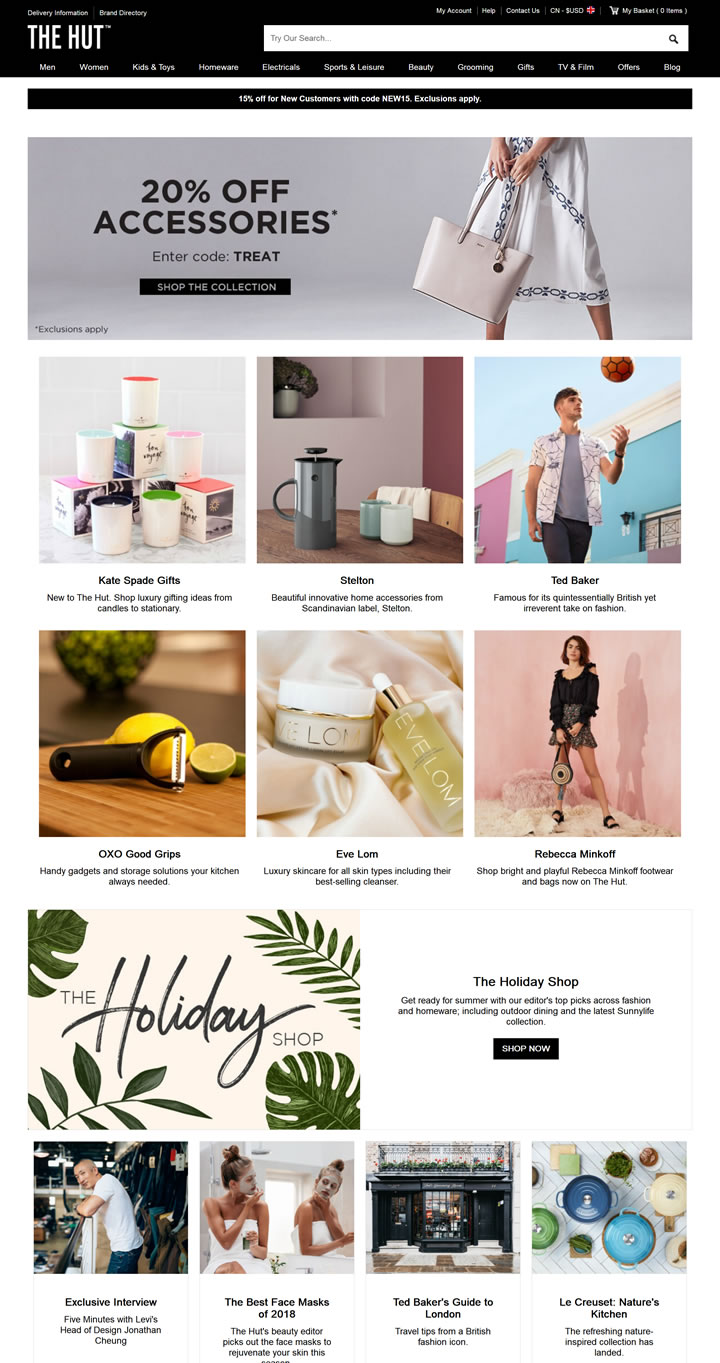 Delivery Information Brand Directory
My Account Help Contact Us CN - $USD My Basket ( 0 Items )
THE HUT™
Try Our Search...
Men Women Kids & Toys Homeware Electricals Sports & Leisure Beauty Grooming Gifts TV & Film Offers Blog
15% off for New Customers with code NEW15. Exclusions apply.
20% OFF
ACCESSORIES*
Enter code: TREAT
SHOP THE COLLECTION
*Exclusions apply
bon
voyage
Kate Spade Gifts
New to The Hut. Shop luxury gifting ideas from
candles to stationary.
Stelton
Beautiful innovative home accessories from
Scandinavian label, Stelton.
Ted Baker
Famous for its quintessentially British yet
irreverent take on fashion.
EVE LOM
EVE LOM
OXO Good Grips
Handy gadgets and storage solutions your kitchen
always needed.
Eve Lom
Luxury skincare for all skin types including their
best-selling cleanser.
Rebecca Minkoff
Shop bright and playful Rebecca Minkoff footwear
and bags now on The Hut.
THE Holiday SHOP
The Holiday Shop
Get ready for summer with our editor's top picks across fashion
and homeware; including outdoor dining and the latest Sunnylife
collection.
SHOP NOW
Exclusive Interview
Five Minutes with Levi's
Head of Design Jonathan
Cheung
The Best Face Masks
of 2018
The Hut's beauty editor
picks out the face masks to
rejuvenate your skin this
season
Ted Baker's Guide to
London
Travel tips from a British
fashion icon.
Le Creuset: Nature's
Kitchen
The refreshing nature-
inspired collection has
landed.